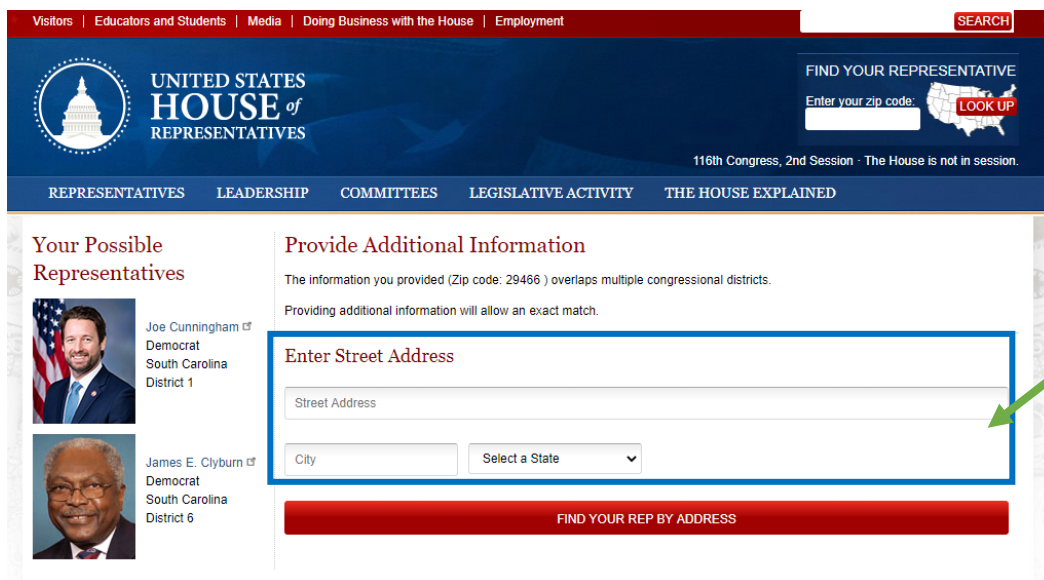 Visitors | Educators and Students | Media | Doing Business with the House | Employment
SEARCH
UNITED STATES
HOUSE of
REPRESENTATIVES
FIND YOUR REPRESENTATIVE
Enter your zip code:
LOOK UP
116th Congress, 2nd Session · The House is not in session.
REPRESENTATIVES LEADERSHIP COMMITTEES LEGISLATIVE ACTIVITY THE HOUSE EXPLAINED
Your Possible
Representatives
Joe Cunningham
Democrat
South Carolina
District 1
James E. Clyburn
Democrat
South Carolina
District 6
Provide Additional Information
The information you provided (Zip code: 29466 ) overlaps multiple congressional districts.
Providing additional information will allow an exact match.
Enter Street Address
Street Address
City
Select a State
FIND YOUR REP BY ADDRESS